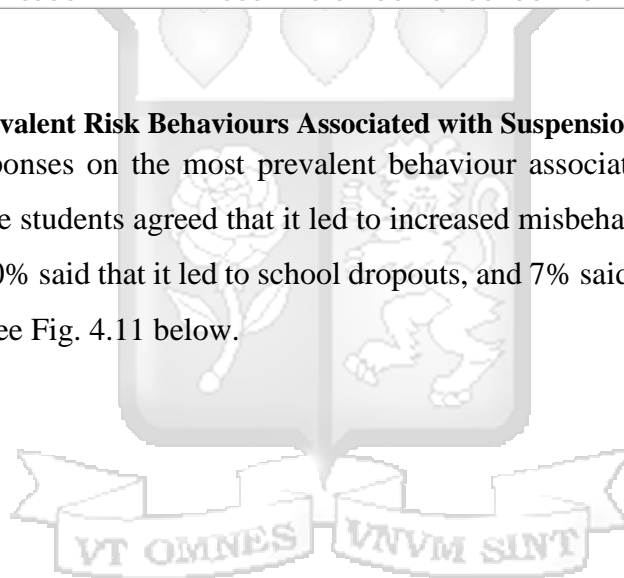 valent Risk Behaviours Associated with Suspensio
ponses on the most prevalent behaviour associat
e students agreed that it led to increased misbeha
0% said that it led to school dropouts, and 7% said
ee Fig. 4.11 below.
VT OMNES VNVM SINT